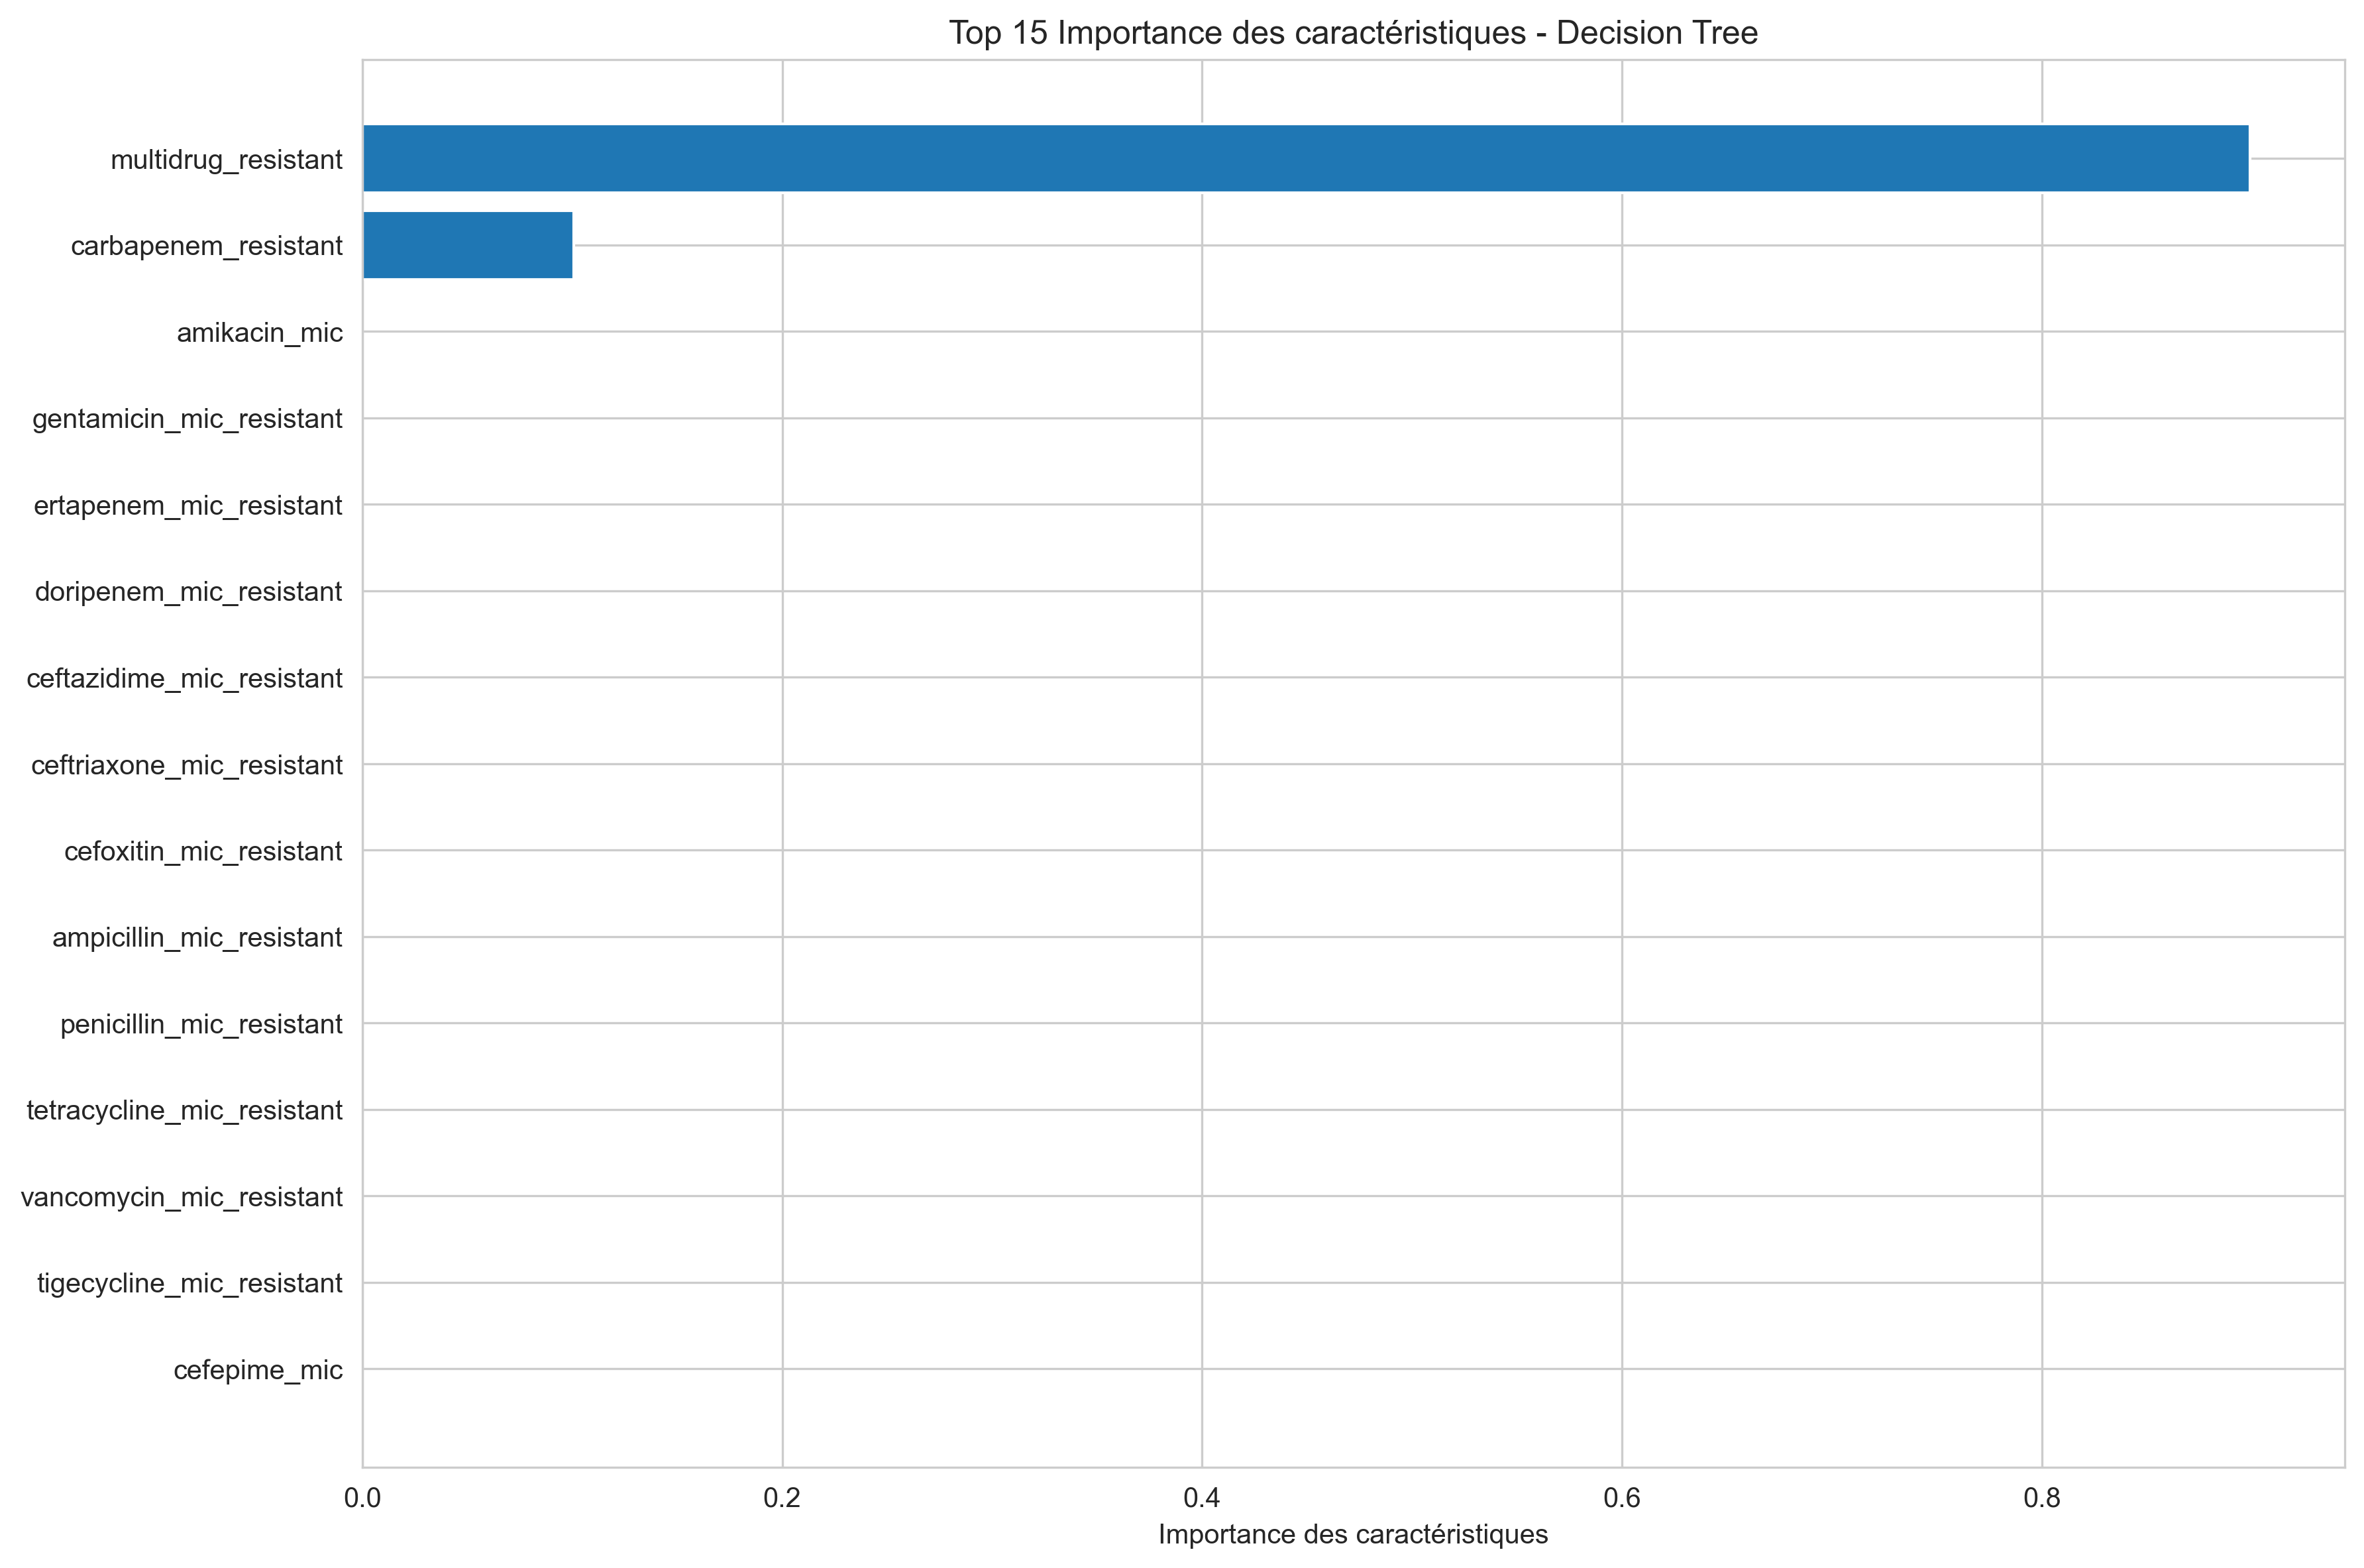 Top 15 Importance des caractéristiques - Decision Tree
multidrug_resistant
carbapenem_resistant
amikacin_mic
gentamicin_mic_resistant
ertapenem_mic_resistant
doripenem_mic_resistant
ceftazidime_mic_resistant
ceftriaxone_mic_resistant
cefoxitin_mic_resistant
ampicillin_mic_resistant
penicillin_mic_resistant
tetracycline_mic_resistant
vancomycin_mic_resistant
tigecycline_mic_resistant
cefepime_mic
0.0 0.2 0.4 0.6 0.8
Importance des caractéristiques